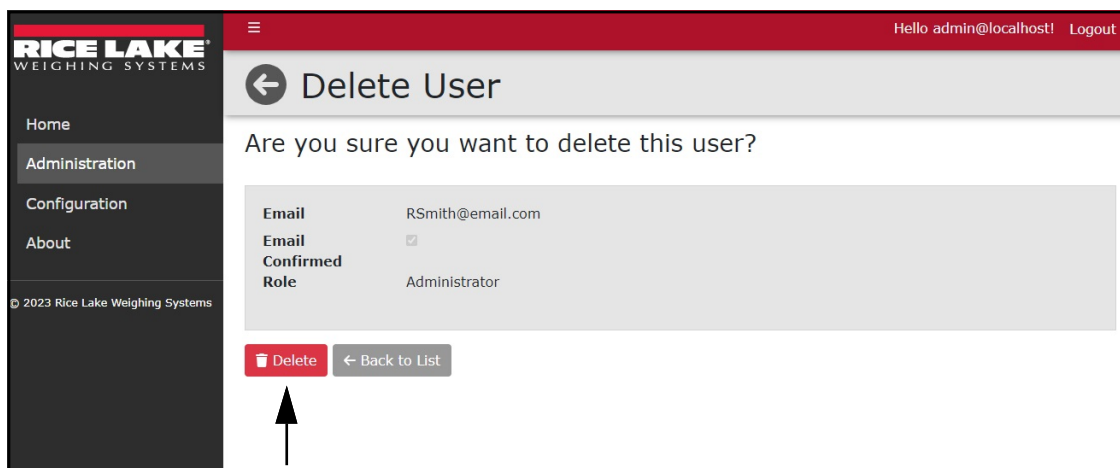 RICE LAKE®
WEIGHING SYSTEMS
Home
Administration
Configuration
About
© 2023 Rice Lake Weighing Systems
Hello admin@localhost! Logout
Delete User
Are you sure you want to delete this user?
Email RSmith@email.com
Email
Confirmed
Role Administrator
Delete
← Back to List